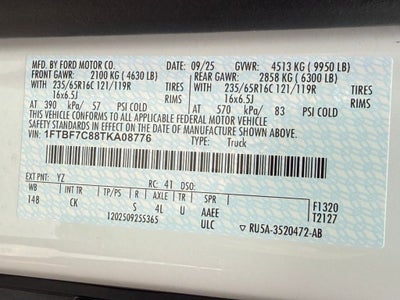 MFD. BY FORD MOTOR CO. 09/25 GVWR: 4513 KG ( 9950 LB)
FRONT GAWR: 2100 KG ( 4630 LB) REAR GAWR: 2858 KG ( 6300 LB)
235/65R16C 121/119R TIRES 235/65R16C 121/119R TIRES
16x6.5J RIMS 16x6.5J RIMS
AT 390 kPa/ 57 PSI COLD AT 570 kPa/ 83 PSI COLD
THIS VEHICLE CONFORMS TO ALL APPLICABLE FEDERAL MOTOR VEHICLE
SAFETY STANDARDS IN EFFECT ON THE DATE OF MANUFACTURE SHOWN ABOVE.
VIN: 1FTBF7C88TKA08776 TYPE: Truck
EXT PNT: YZ RC: 41 DSO:
WB INT TR TP/PS R AXLE TR SPR
148 CK S 4L U AAEE F1320
ULC T2127
1202509255365 ▽ RU5A-3520472-AB